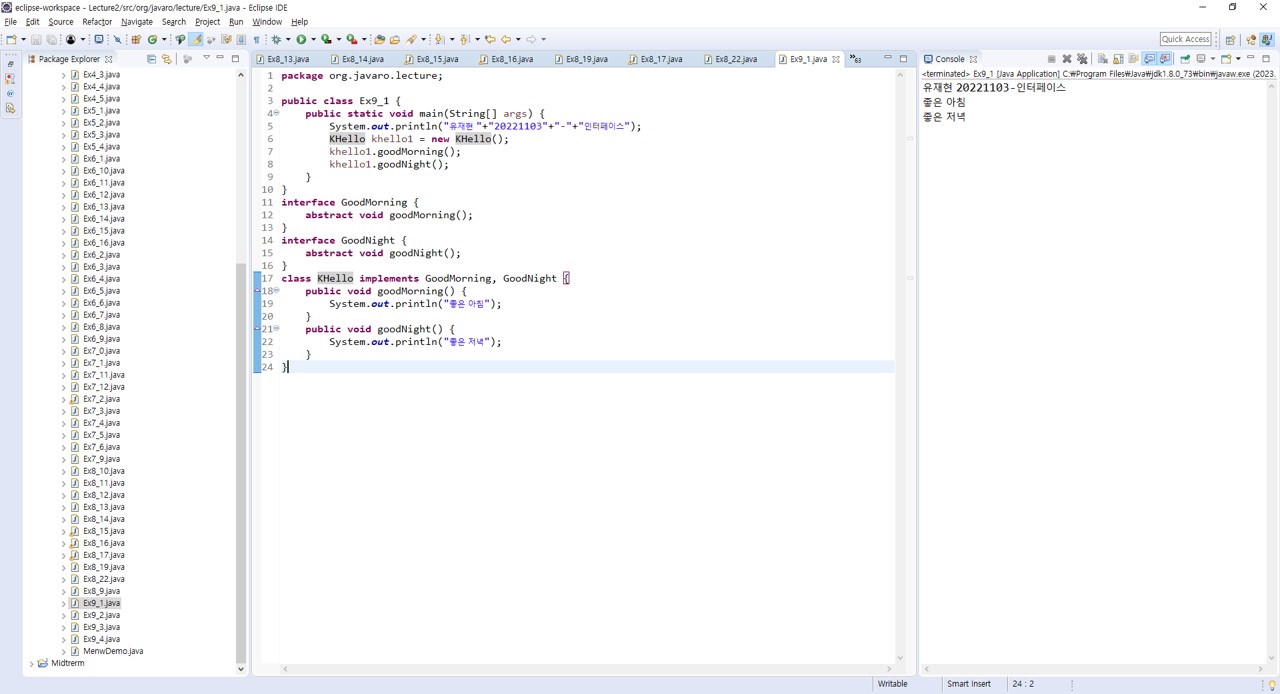 eclipse-workspace - Lecture2/src/org/javaro/lecture/Ex9_1.java - Eclipse IDE
File Edit Source Refactor Navigate Search Project Run Window Help
Quick Access
Package Explorer
Ex4_3.java
Ex4_4.java
Ex4_5.java
Ex5_1.java
Ex5_2.java
Ex5_3.java
Ex5_4.java
Ex6_1.java
Ex6_10.java
Ex6_11.java
Ex6_12.java
Ex6_13.java
Ex6_14.java
Ex6_15.java
Ex6_16.java
Ex6_2.java
Ex6_3.java
Ex6_4.java
Ex6_5.java
Ex6_6.java
Ex6_7.java
Ex6_8.java
Ex6_9.java
Ex7_0.java
Ex7_1.java
Ex7_11.java
Ex7_12.java
Ex7_2.java
Ex7_3.java
Ex7_4.java
Ex7_5.java
Ex7_6.java
Ex7_9.java
Ex8_10.java
Ex8_11.java
Ex8_12.java
Ex8_13.java
Ex8_14.java
Ex8_15.java
Ex8_16.java
Ex8_17.java
Ex8_19.java
Ex8_22.java
Ex8_9.java
Ex9_1.java
Ex9_2.java
Ex9_3.java
Ex9_4.java
MenwDemo.java
Midtrerm
Ex8_13.java Ex8_14.java Ex8_15.java Ex8_16.java Ex8_19.java Ex8_17.java Ex8_22.java Ex9_1.java »63
1 package org.javaro.lecture;
2
3 public class Ex9_1 {
4 public static void main(String[] args) {
5 System.out.println("유재현 "+"20221103"+"-"+"인터페이스");
6 KHello khello1 = new KHello();
7 khello1.goodMorning();
8 khello1.goodNight();
9 }
10 }
11 interface GoodMorning {
12 abstract void goodMorning();
13 }
14 interface GoodNight {
15 abstract void goodNight();
16 }
17 class KHello implements GoodMorning, GoodNight {
18 public void goodMorning() {
19 System.out.println("좋은 아침");
20 }
21 public void goodNight() {
22 System.out.println("좋은 저녁");
23 }
24 }
Console
<terminated> Ex9_1 [Java Application] C:₩Program Files₩Java₩jdk1.8.0_73₩bin₩javaw.exe (2023.
유재현 20221103-인터페이스
좋은 아침
좋은 저녁
Writable Smart Insert 24 : 2